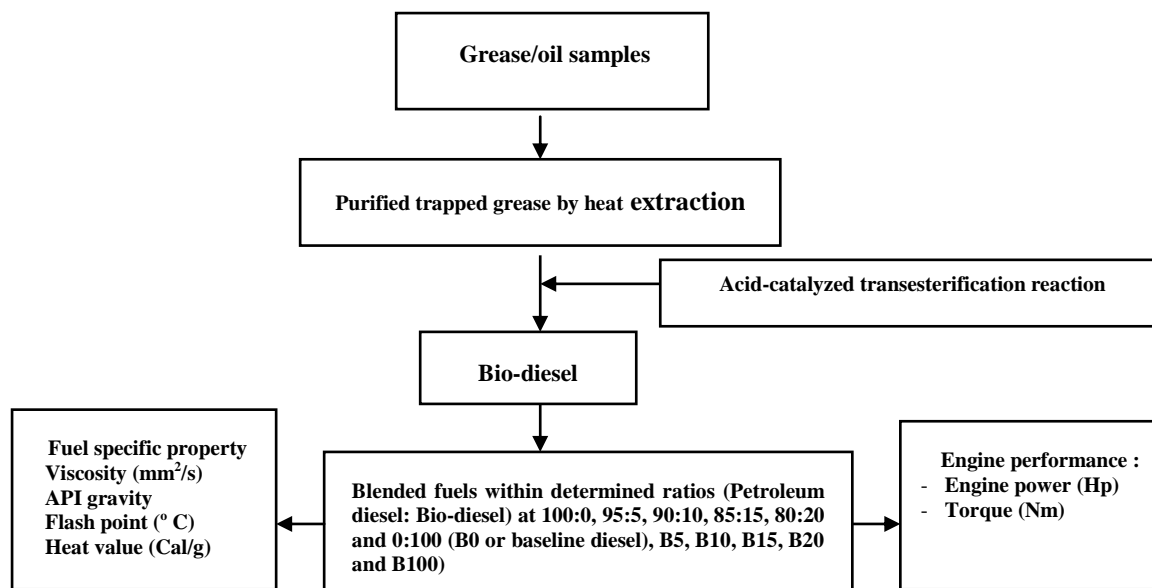 Grease/oil samples
Purified trapped grease by heat extraction
Acid-catalyzed transesterification reaction
Bio-diesel
Fuel specific property
Viscosity (mm²/s)
API gravity
Flash point (º C)
Heat value (Cal/g)
Blended fuels within determined ratios (Petroleum
diesel: Bio-diesel) at 100:0, 95:5, 90:10, 85:15, 80:20
and 0:100 (B0 or baseline diesel), B5, B10, B15, B20
and B100)
Engine performance :
- Engine power (Hp)
- Torque (Nm)